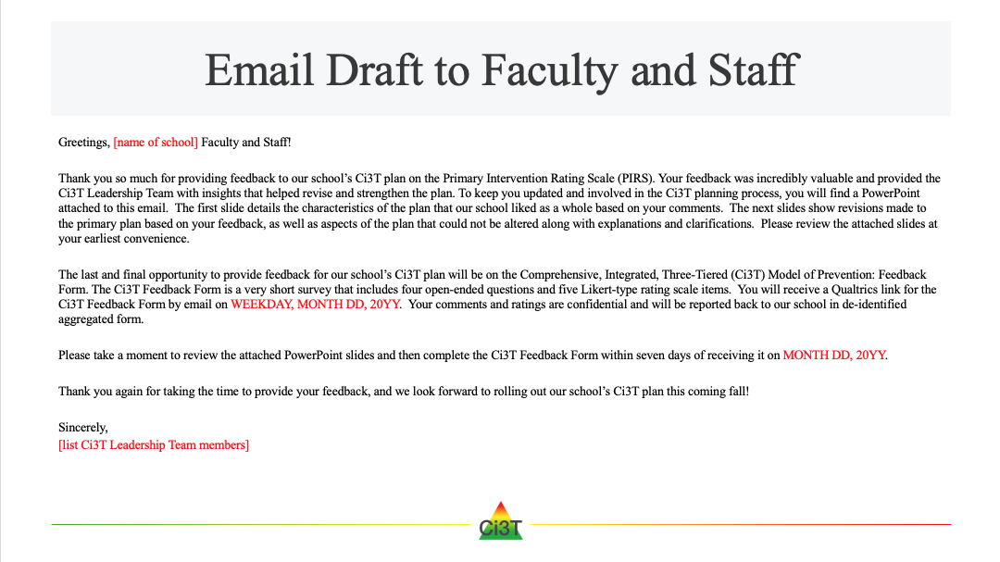 Email Draft to Faculty and Staff
Greetings, [name of school] Faculty and Staff!
Thank you so much for providing feedback to our school’s Ci3T plan on the Primary Intervention Rating Scale (PIRS). Your feedback was incredibly valuable and provided the
Ci3T Leadership Team with insights that helped revise and strengthen the plan. To keep you updated and involved in the Ci3T planning process, you will find a PowerPoint
attached to this email.  The first slide details the characteristics of the plan that our school liked as a whole based on your comments.  The next slides show revisions made to
the primary plan based on your feedback, as well as aspects of the plan that could not be altered along with explanations and clarifications.  Please review the attached slides at
your earliest convenience.
The last and final opportunity to provide feedback for our school’s Ci3T plan will be on the Comprehensive, Integrated, Three-Tiered (Ci3T) Model of Prevention: Feedback
Form. The Ci3T Feedback Form is a very short survey that includes four open-ended questions and five Likert-type rating scale items.  You will receive a Qualtrics link for the
Ci3T Feedback Form by email on WEEKDAY, MONTH DD, 20YY.  Your comments and ratings are confidential and will be reported back to our school in de-identified
aggregated form.
Please take a moment to review the attached PowerPoint slides and then complete the Ci3T Feedback Form within seven days of receiving it on MONTH DD, 20YY.
Thank you again for taking the time to provide your feedback, and we look forward to rolling out our school’s Ci3T plan this coming fall!
Sincerely,
[list Ci3T Leadership Team members]
Ci3T